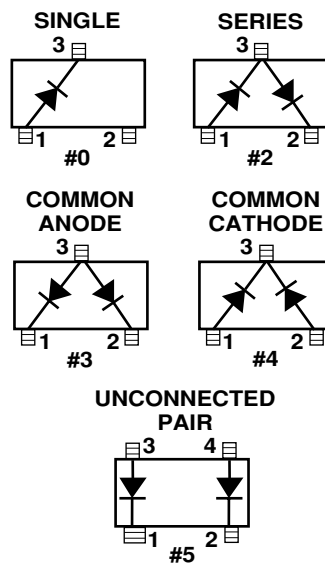 SINGLE
3
1 2
#0
SERIES
3
1 2
#2
COMMON
ANODE
3
1 2
#3
COMMON
CATHODE
3
1 2
#4
UNCONNECTED
PAIR
3 4
1 2
#5